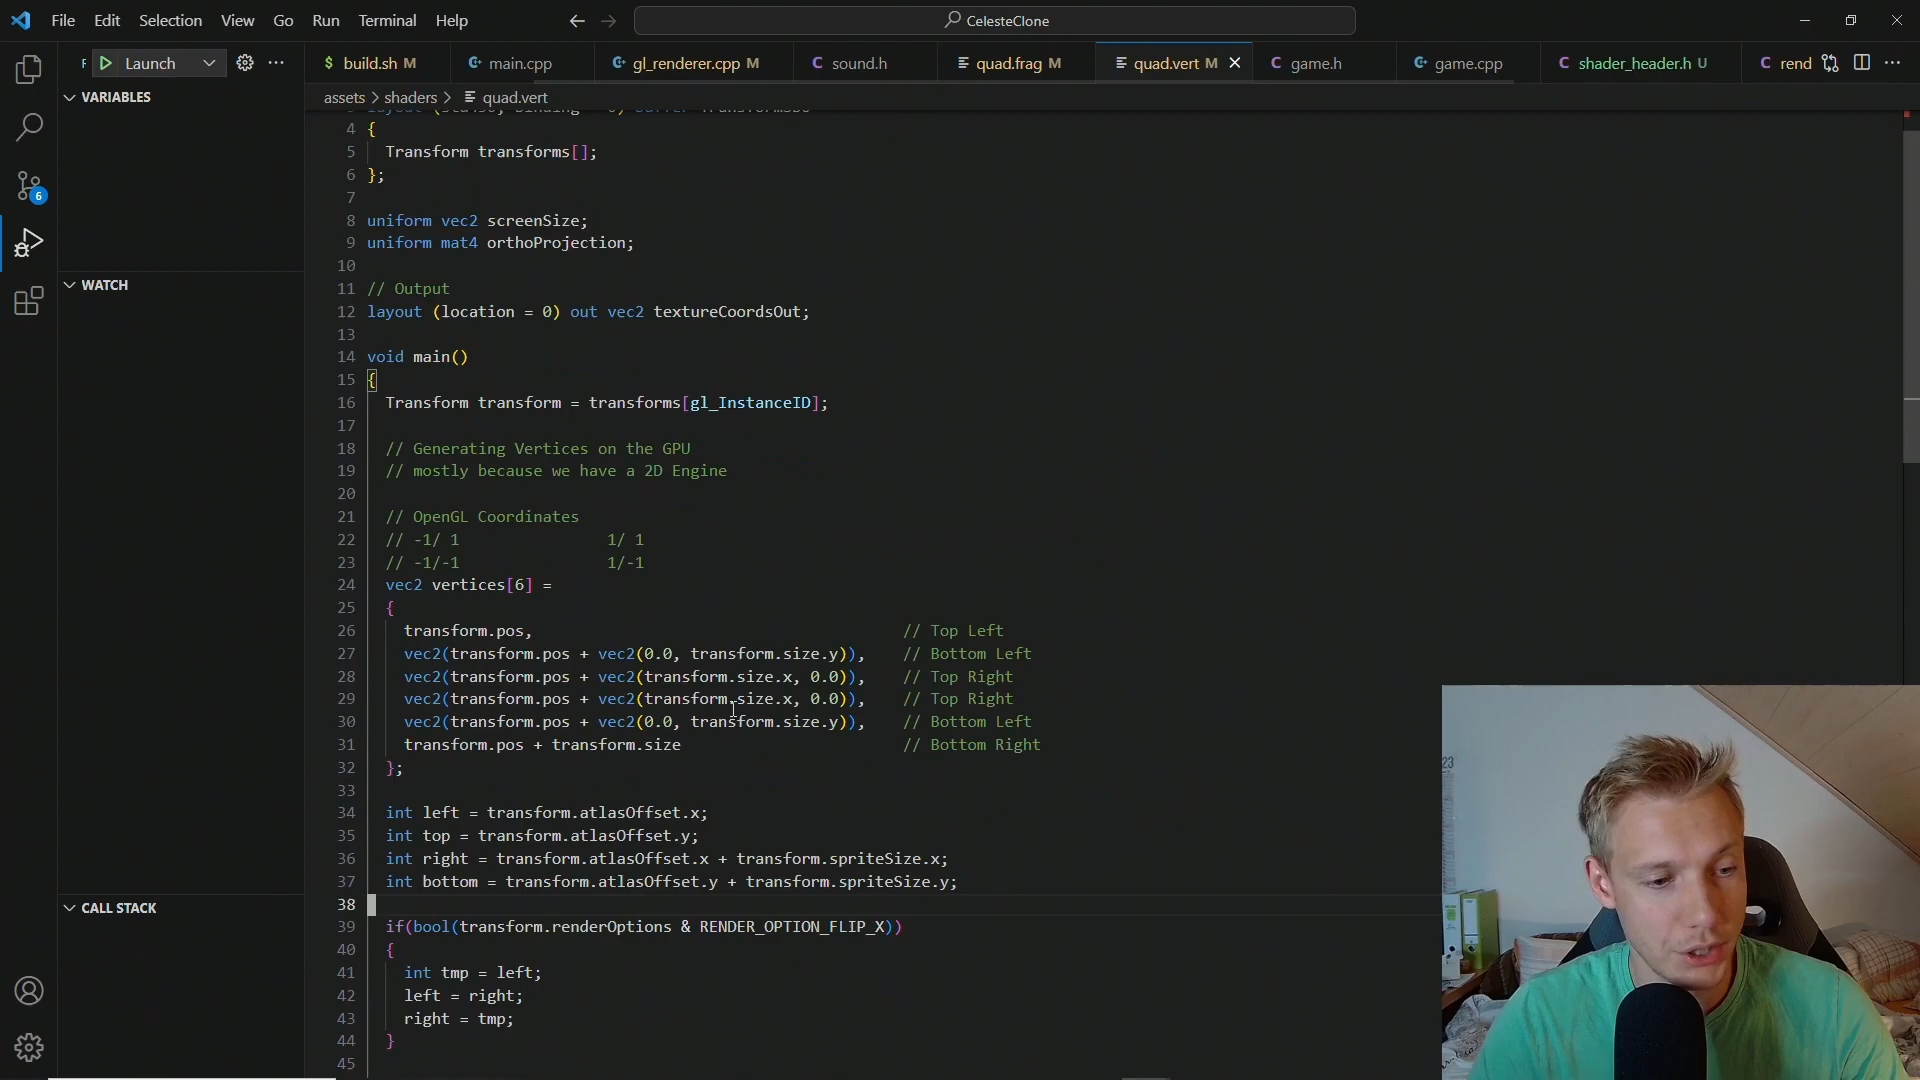 File Edit Selection View Go Run Terminal Help
CelesteClone
Launch
build.sh M
main.cpp
gl_renderer.cpp M
sound.h
quad.frag M
quad.vert M
game.h
game.cpp
shader_header.h U
rend
VARIABLES
WATCH
CALL STACK
6
assets > shaders > quad.vert
4 {
5 Transform transforms[];
6 };
7
8 uniform vec2 screenSize;
9 uniform mat4 orthoProjection;
10
11 // Output
12 layout (location = 0) out vec2 textureCoordsOut;
13
14 void main()
15 {
16 Transform transform = transforms[gl_InstanceID];
17
18 // Generating Vertices on the GPU
19 // mostly because we have a 2D Engine
20
21 // OpenGL Coordinates
22 // -1/ 1                1/ 1
23 // -1/-1                1/-1
24 vec2 vertices[6] =
25 {
26 transform.pos, // Top Left
27 vec2(transform.pos + vec2(0.0, transform.size.y)), // Bottom Left
28 vec2(transform.pos + vec2(transform.size.x, 0.0)), // Top Right
29 vec2(transform.pos + vec2(transform.size.x, 0.0)), // Top Right
30 vec2(transform.pos + vec2(0.0, transform.size.y)), // Bottom Left
31 transform.pos + transform.size // Bottom Right
32 };
33
34 int left = transform.atlasOffset.x;
35 int top = transform.atlasOffset.y;
36 int right = transform.atlasOffset.x + transform.spriteSize.x;
37 int bottom = transform.atlasOffset.y + transform.spriteSize.y;
38
39 if(bool(transform.renderOptions & RENDER_OPTION_FLIP_X))
40 {
41 int tmp = left;
42 left = right;
43 right = tmp;
44 }
45
23